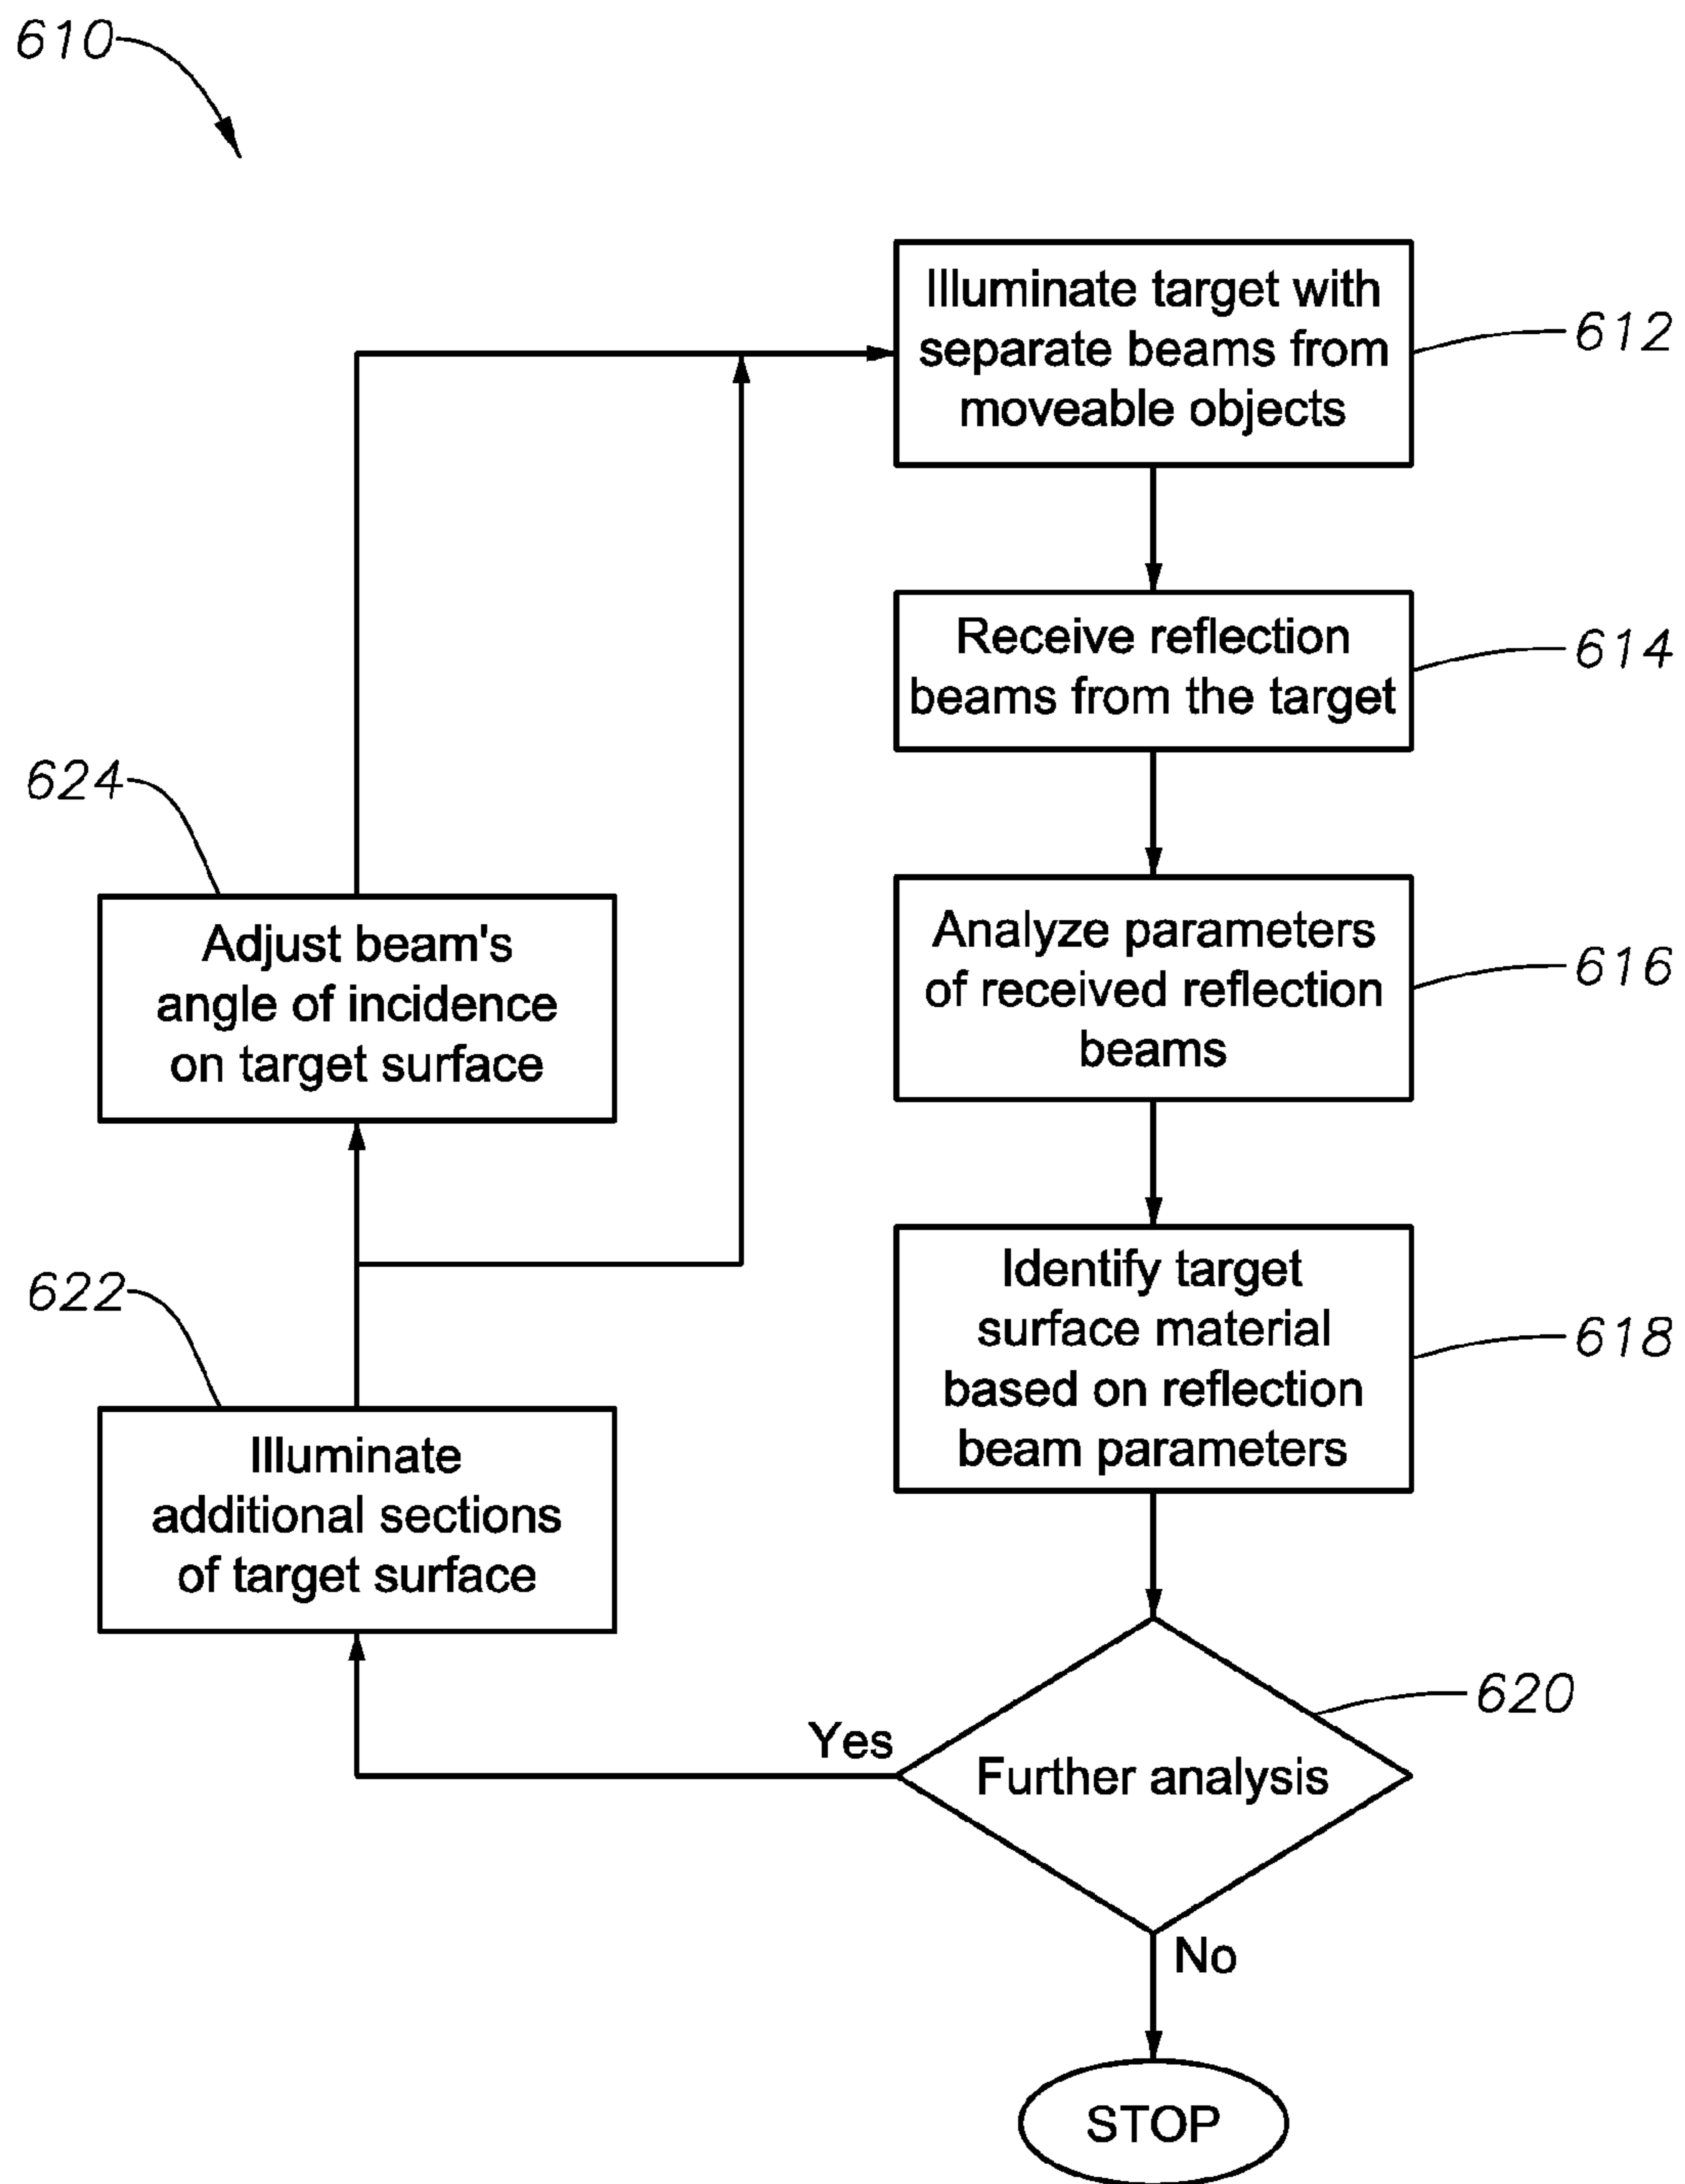 610
Illuminate target with
separate beams from
moveable objects
612
Receive reflection
beams from the target
614
624
Adjust beam's
angle of incidence
on target surface
Analyze parameters
of received reflection
beams
616
Identify target
surface material
based on reflection
beam parameters
618
622
Illuminate
additional sections
of target surface
620
Yes
Further analysis
No
STOP